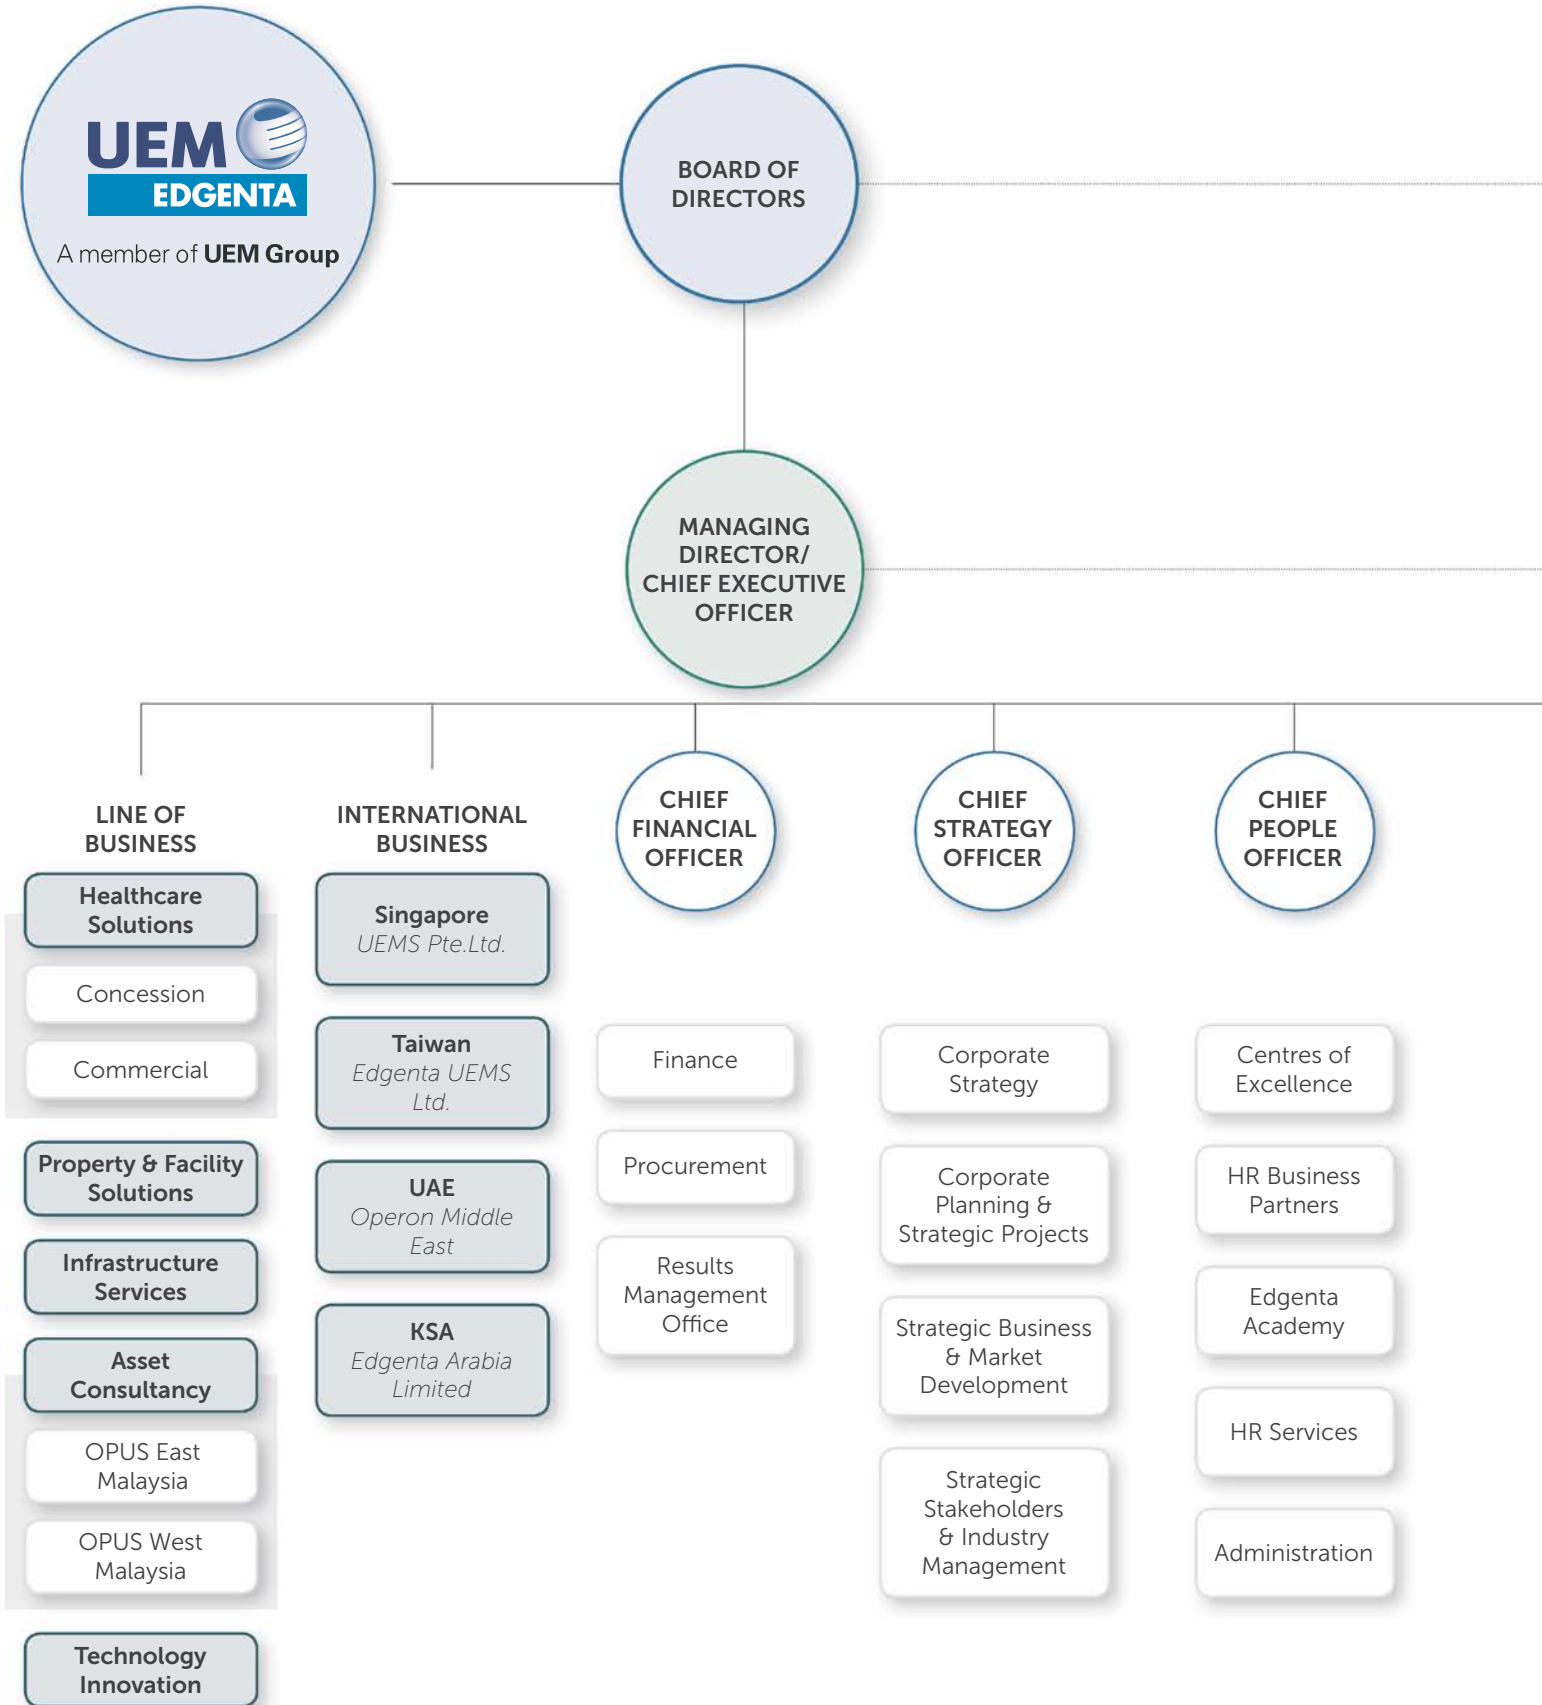 UEM
EDGENTA
A member of UEM Group
BOARD OF
DIRECTORS
MANAGING
DIRECTOR/
CHIEF EXECUTIVE
OFFICER
LINE OF
BUSINESS
Healthcare
Solutions
Concession
Commercial
Property & Facility
Solutions
Infrastructure
Services
Asset
Consultancy
OPUS East
Malaysia
OPUS West
Malaysia
Technology
Innovation
INTERNATIONAL
BUSINESS
Singapore
UEMS Pte.Ltd.
Taiwan
Edgenta UEMS
Ltd.
UAE
Operon Middle
East
KSA
Edgenta Arabia
Limited
CHIEF
FINANCIAL
OFFICER
Finance
Procurement
Results
Management
Office
CHIEF
STRATEGY
OFFICER
Corporate
Strategy
Corporate
Planning &
Strategic Projects
Strategic Business
& Market
Development
Strategic
Stakeholders
& Industry
Management
CHIEF
PEOPLE
OFFICER
Centres of
Excellence
HR Business
Partners
Edgenta
Academy
HR Services
Administration